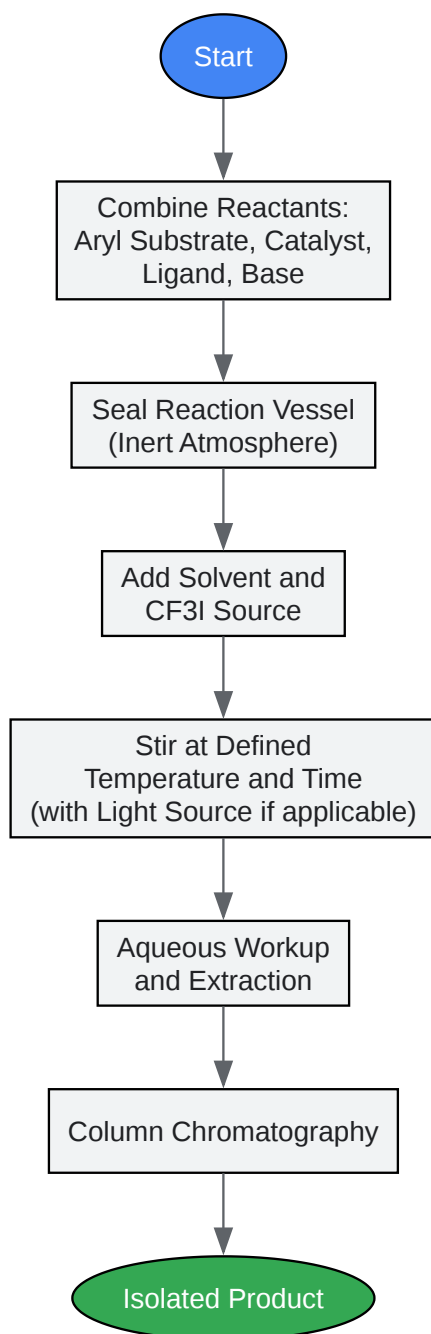 Start
Combine Reactants:
Aryl Substrate, Catalyst,
Ligand, Base
Seal Reaction Vessel
(Inert Atmosphere)
Add Solvent and
CF3I Source
Stir at Defined
Temperature and Time
(with Light Source if applicable)
Aqueous Workup
and Extraction
Column Chromatography
Isolated Product